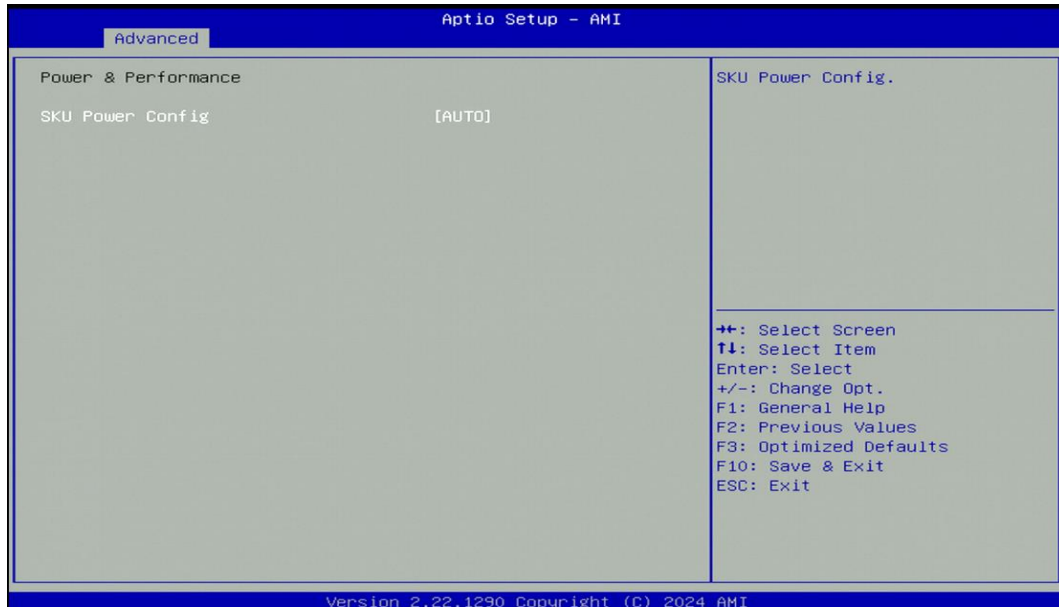 Aptio Setup – AMI
Advanced
Power & Performance
SKU Power Config [AUTO]
SKU Power Config.
→←: Select Screen
↑↓: Select Item
Enter: Select
+/-: Change Opt.
F1: General Help
F2: Previous Values
F3: Optimized Defaults
F10: Save & Exit
ESC: Exit
Version 2.22.1290 Copyright (C) 2024 AMI